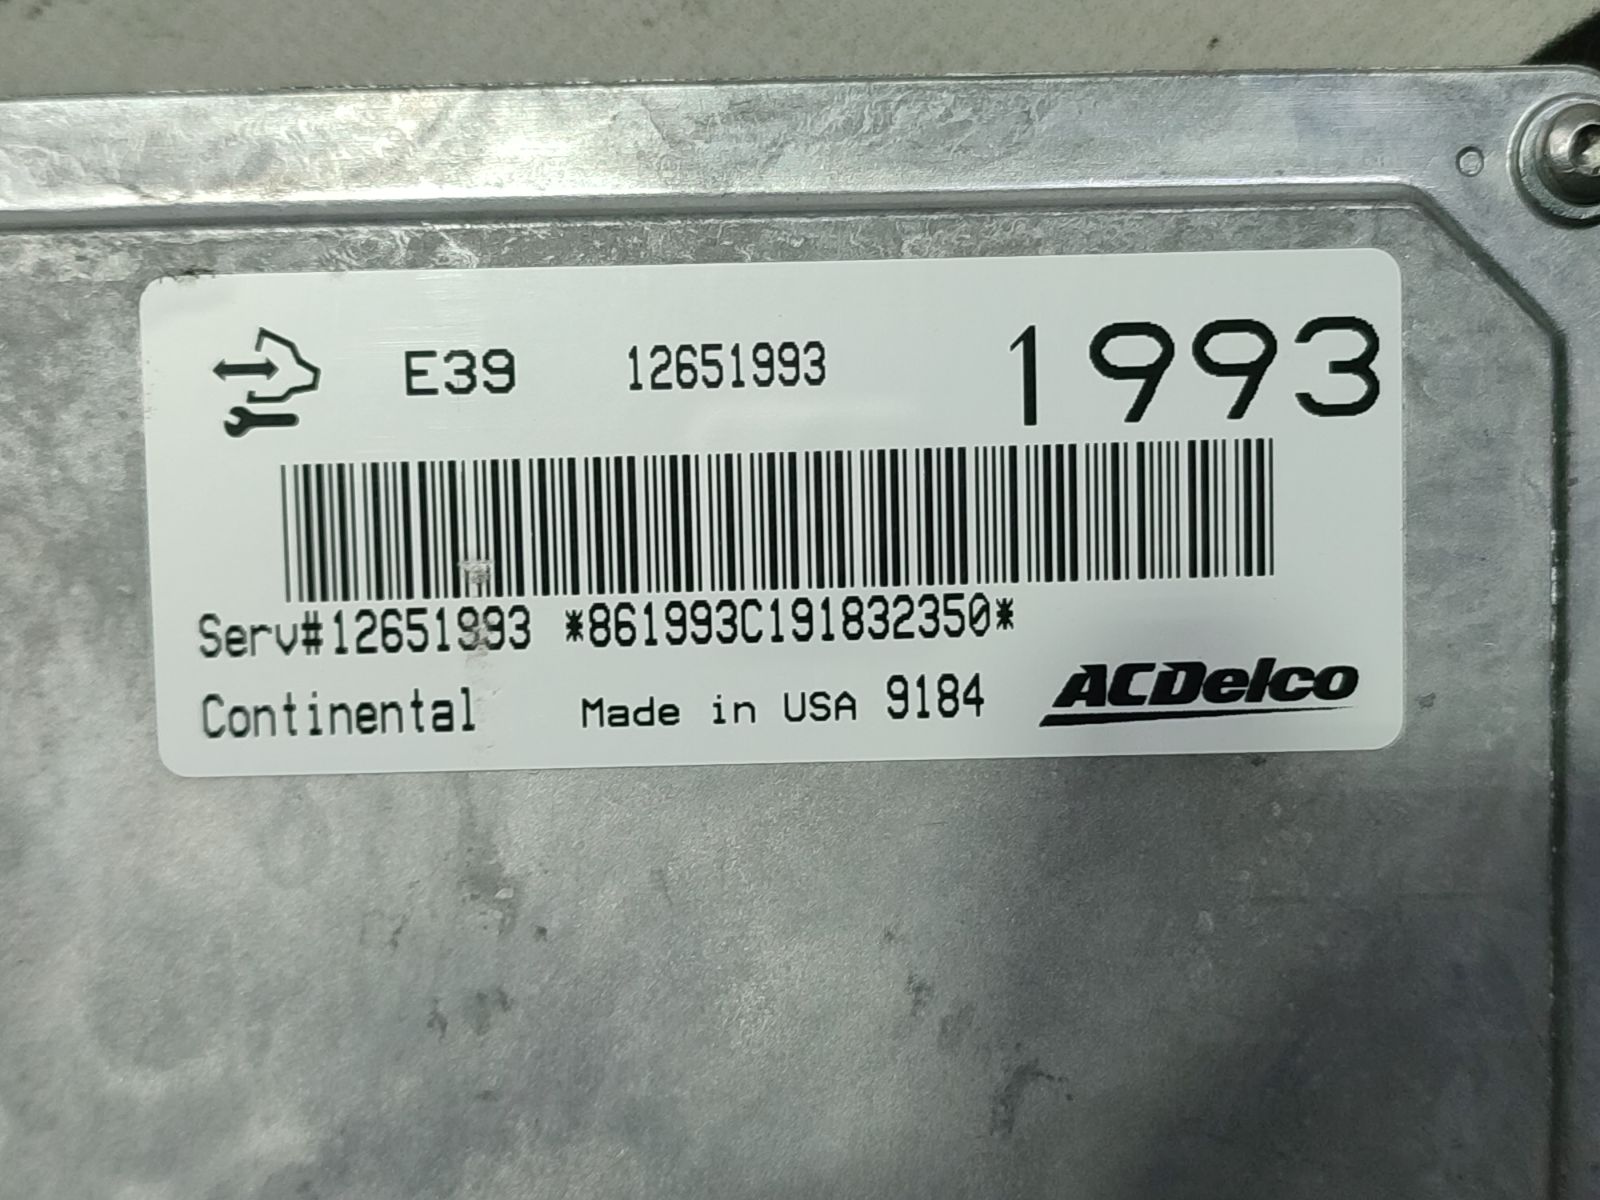 E39 12651993 1993
Serv#12651993 *861993C191832350*
Continental Made in USA 9184 ACDelco